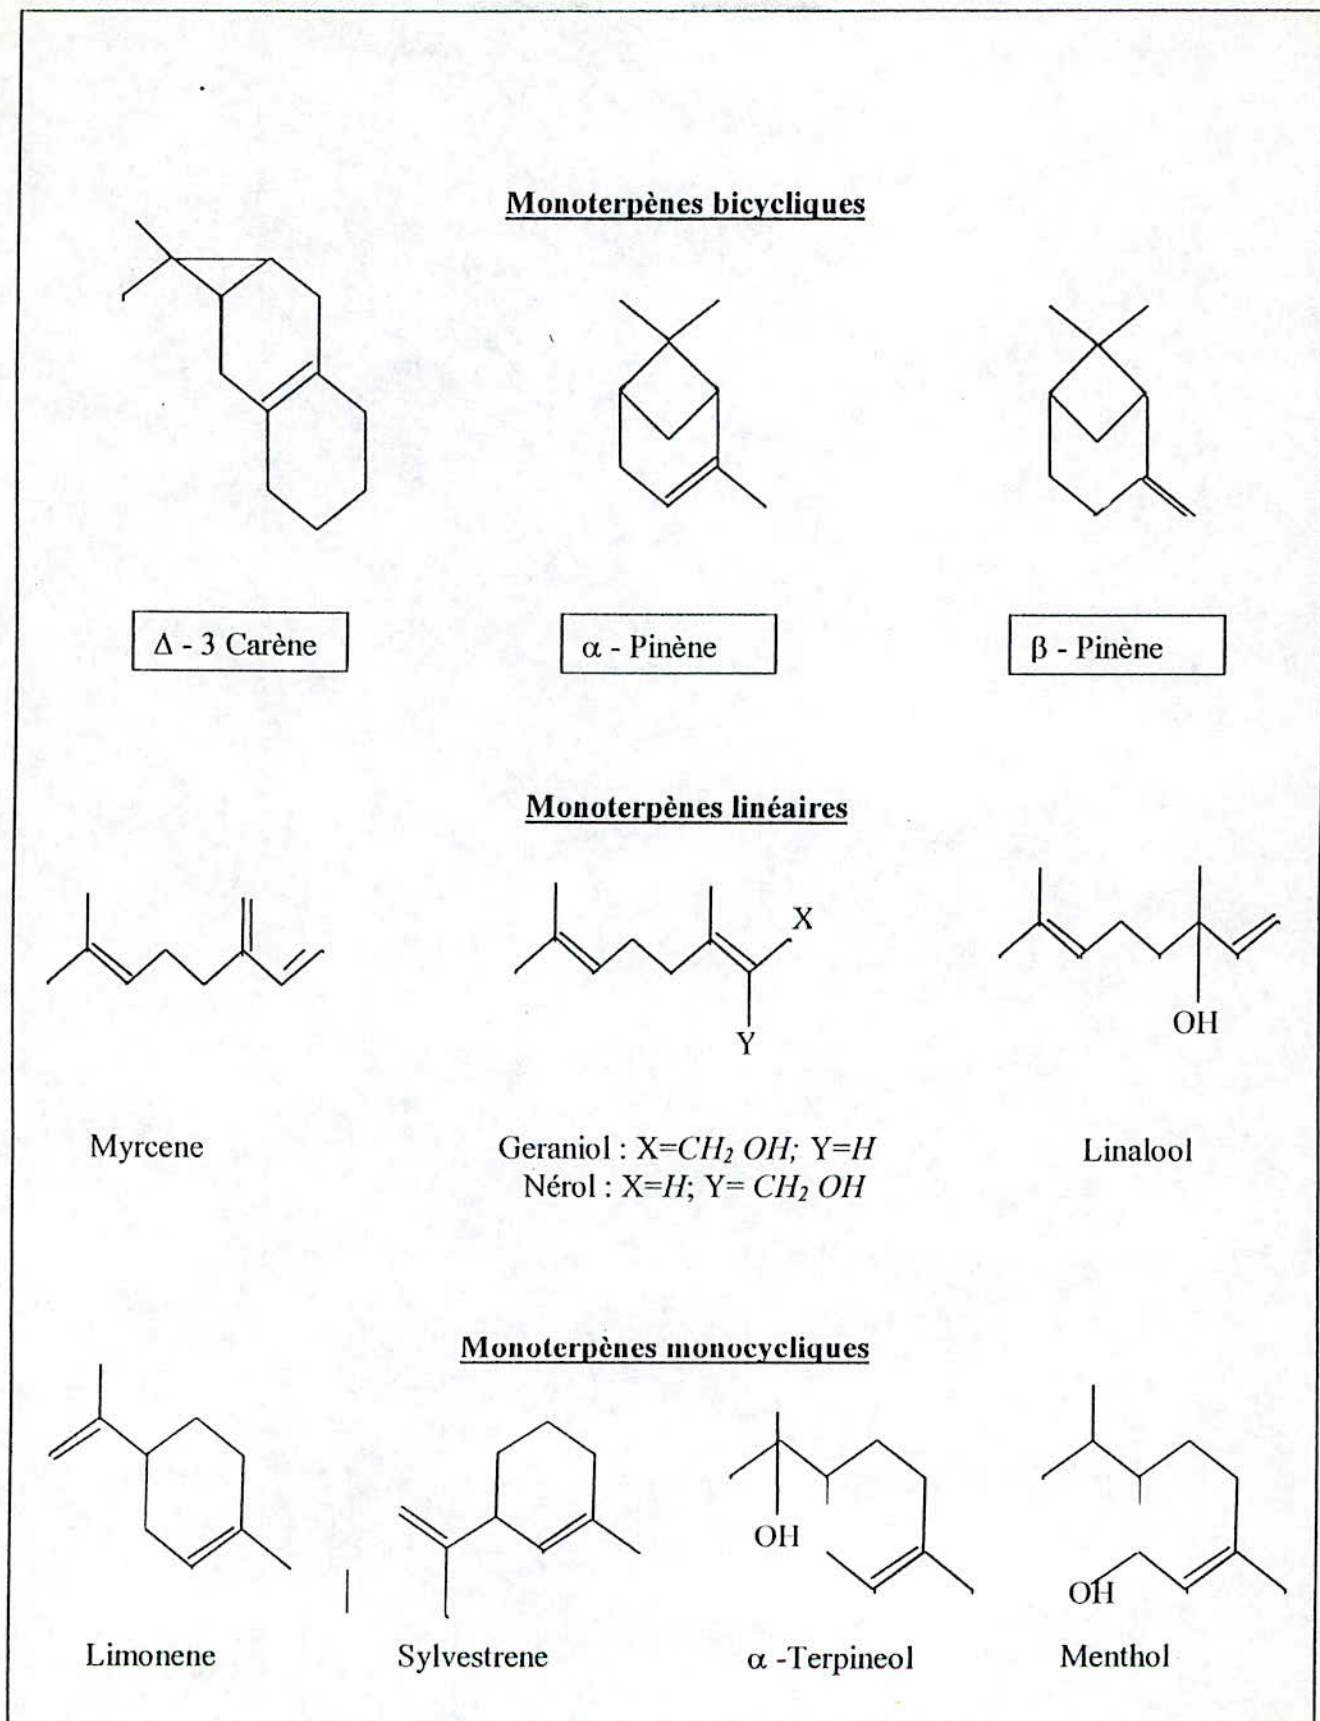 Monoterpènes bicycliques
Δ - 3 Carène
α - Pinène
β - Pinène
Monoterpènes linéaires
X
OH
Y
Myrcene
Geraniol : X=CH₂ OH; Y=H
Linalool
Nérol : X=H; Y= CH₂ OH
Monoterpènes monocycliques
OH
OH
Limonene
Sylvestrene
α -Terpineol
Menthol